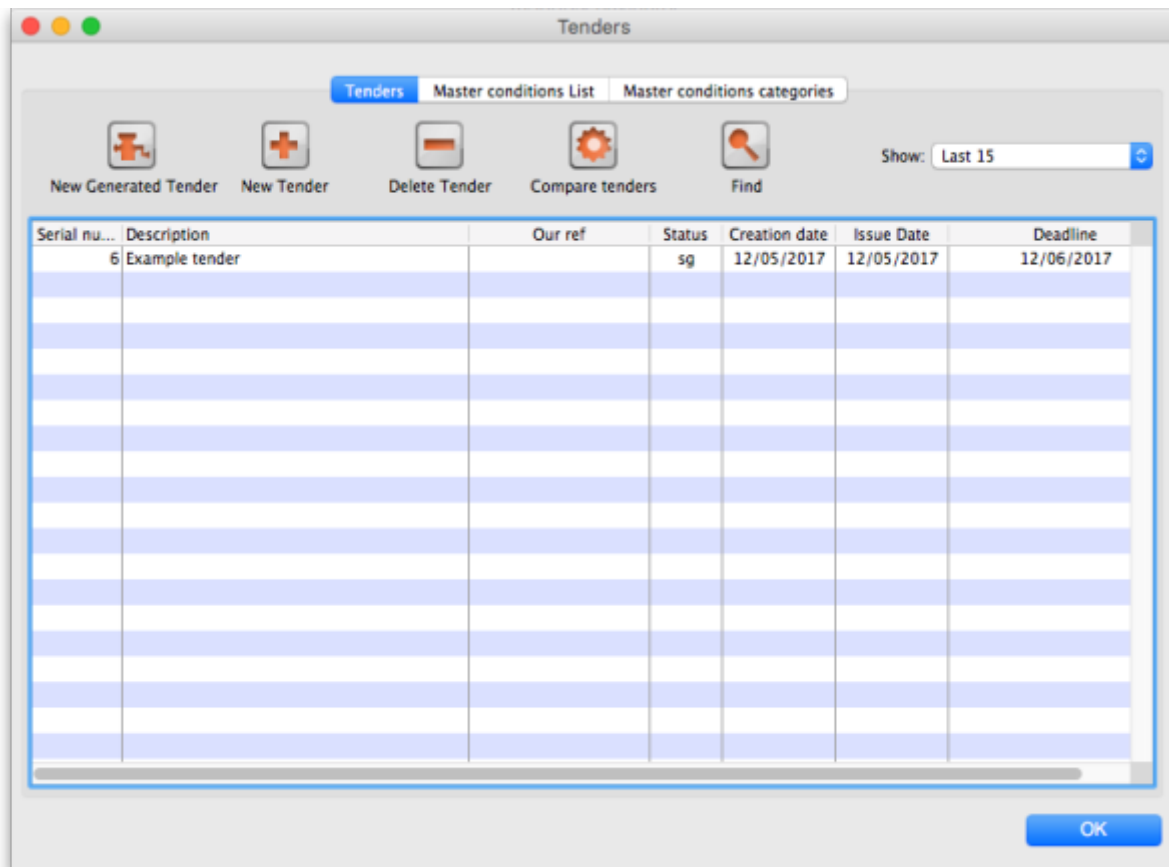 Tenders
Tenders Master conditions List Master conditions categories
New Generated Tender New Tender Delete Tender Compare tenders Find Show: Last 15
Serial nu... Description Our ref Status Creation date Issue Date Deadline
6 Example tender sg 12/05/2017 12/05/2017 12/06/2017
OK